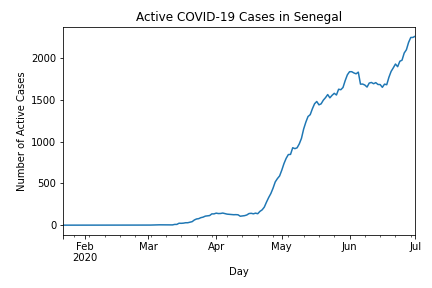 Active COVID-19 Cases in Senegal
Number of Active Cases
2000
1500
1000
500
0
Feb Mar Apr May Jun Jul
2020
Day